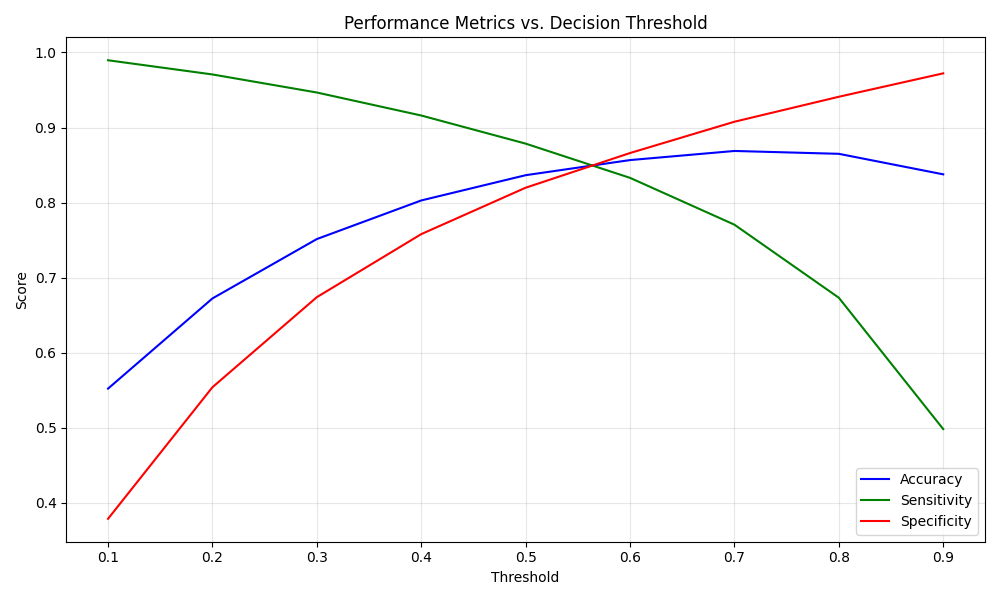 Performance Metrics vs. Decision Threshold
Score
1.0
0.9
0.8
0.7
0.6
0.5
0.4
Accuracy
Sensitivity
Specificity
0.1 0.2 0.3 0.4 0.5 0.6 0.7 0.8 0.9
Threshold